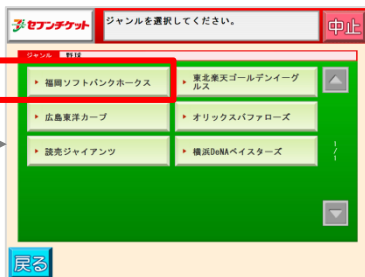 セブンチケット
ジャンルを選択してください。
中止
ジャンル 野球
福岡ソフトバンクホークス
東北楽天ゴールデンイーグ
ルス
広島東洋カープ
オリックスバファローズ
読売ジャイアンツ
横浜DeNAベイスターズ
1/1
戻る